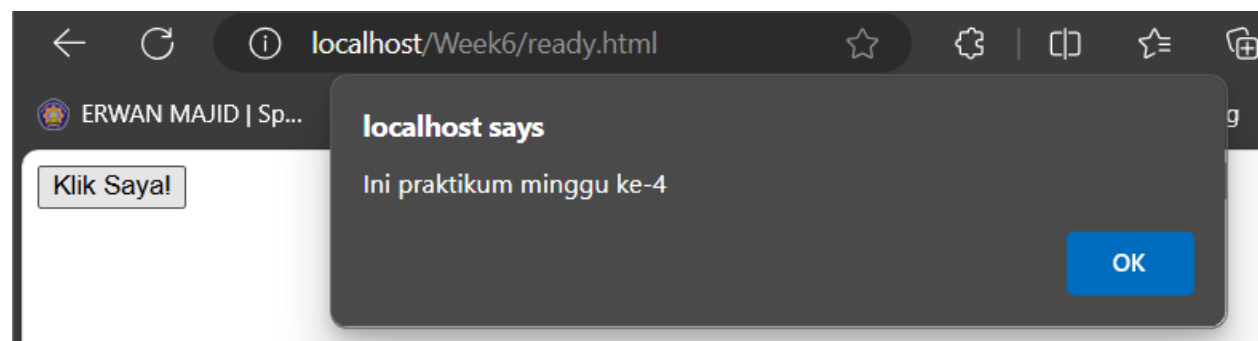 localhost/Week6/ready.html
ERWAN MAJID | Sp...
g
localhost says
Klik Saya!
Ini praktikum minggu ke-4
OK